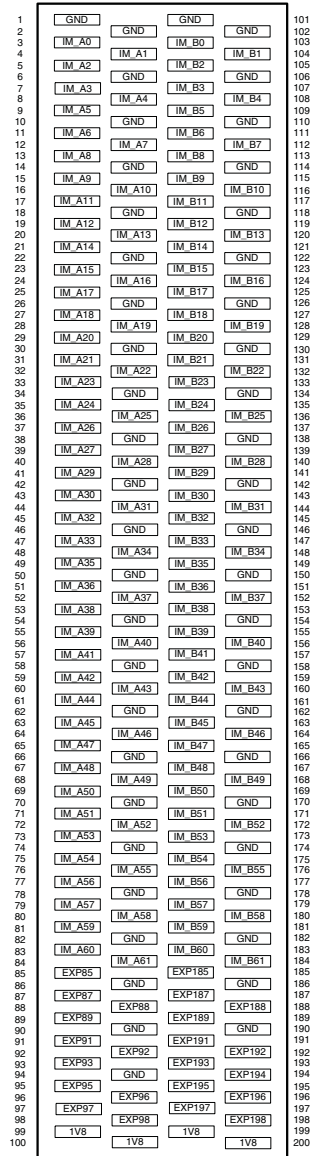 1 GND GND 101
2 GND GND 102
3 IM_A0 IM_B0 103
4 IM_A1 IM_B1 104
5 IM_A2 IM_B2 105
6 GND GND 106
7 IM_A3 IM_B3 107
8 IM_A4 IM_B4 108
9 IM_A5 IM_B5 109
10 GND GND 110
11 IM_A6 IM_B6 111
12 IM_A7 IM_B7 112
13 IM_A8 IM_B8 113
14 GND GND 114
15 IM_A9 IM_B9 115
16 IM_A10 IM_B10 116
17 IM_A11 IM_B11 117
18 GND GND 118
19 IM_A12 IM_B12 119
20 IM_A13 IM_B13 120
21 IM_A14 IM_B14 121
22 GND GND 122
23 IM_A15 IM_B15 123
24 IM_A16 IM_B16 124
25 IM_A17 IM_B17 125
26 GND GND 126
27 IM_A18 IM_B18 127
28 IM_A19 IM_B19 128
29 IM_A20 IM_B20 129
30 GND GND 130
31 IM_A21 IM_B21 131
32 IM_A22 IM_B22 132
33 IM_A23 IM_B23 133
34 GND GND 134
35 IM_A24 IM_B24 135
36 IM_A25 IM_B25 136
37 IM_A26 IM_B26 137
38 GND GND 138
39 IM_A27 IM_B27 139
40 IM_A28 IM_B28 140
41 IM_A29 IM_B29 141
42 GND GND 142
43 IM_A30 IM_B30 143
44 IM_A31 IM_B31 144
45 IM_A32 IM_B32 145
46 GND GND 146
47 IM_A33 IM_B33 147
48 IM_A34 IM_B34 148
49 IM_A35 IM_B35 149
50 GND GND 150
51 IM_A36 IM_B36 151
52 IM_A37 IM_B37 152
53 IM_A38 IM_B38 153
54 GND GND 154
55 IM_A39 IM_B39 155
56 IM_A40 IM_B40 156
57 IM_A41 IM_B41 157
58 GND GND 158
59 IM_A42 IM_B42 159
60 IM_A43 IM_B43 160
61 IM_A44 IM_B44 161
62 GND GND 162
63 IM_A45 IM_B45 163
64 IM_A46 IM_B46 164
65 IM_A47 IM_B47 165
66 GND GND 166
67 IM_A48 IM_B48 167
68 IM_A49 IM_B49 168
69 IM_A50 IM_B50 169
70 GND GND 170
71 IM_A51 IM_B51 171
72 IM_A52 IM_B52 172
73 IM_A53 IM_B53 173
74 GND GND 174
75 IM_A54 IM_B54 175
76 IM_A55 IM_B55 176
77 IM_A56 IM_B56 177
78 GND GND 178
79 IM_A57 IM_B57 179
80 IM_A58 IM_B58 180
81 IM_A59 IM_B59 181
82 GND GND 182
83 IM_A60 IM_B60 183
84 IM_A61 IM_B61 184
85 EXP85 EXP185 185
86 GND GND 186
87 EXP87 EXP187 187
88 EXP88 EXP188 188
89 EXP89 EXP189 189
90 GND GND 190
91 EXP91 EXP191 191
92 EXP92 EXP192 192
93 EXP93 EXP193 193
94 GND EXP194 194
95 EXP95 EXP195 195
96 EXP96 EXP196 196
97 EXP97 EXP197 197
98 EXP98 EXP198 198
99 1V8 1V8 199
100 1V8 1V8 200